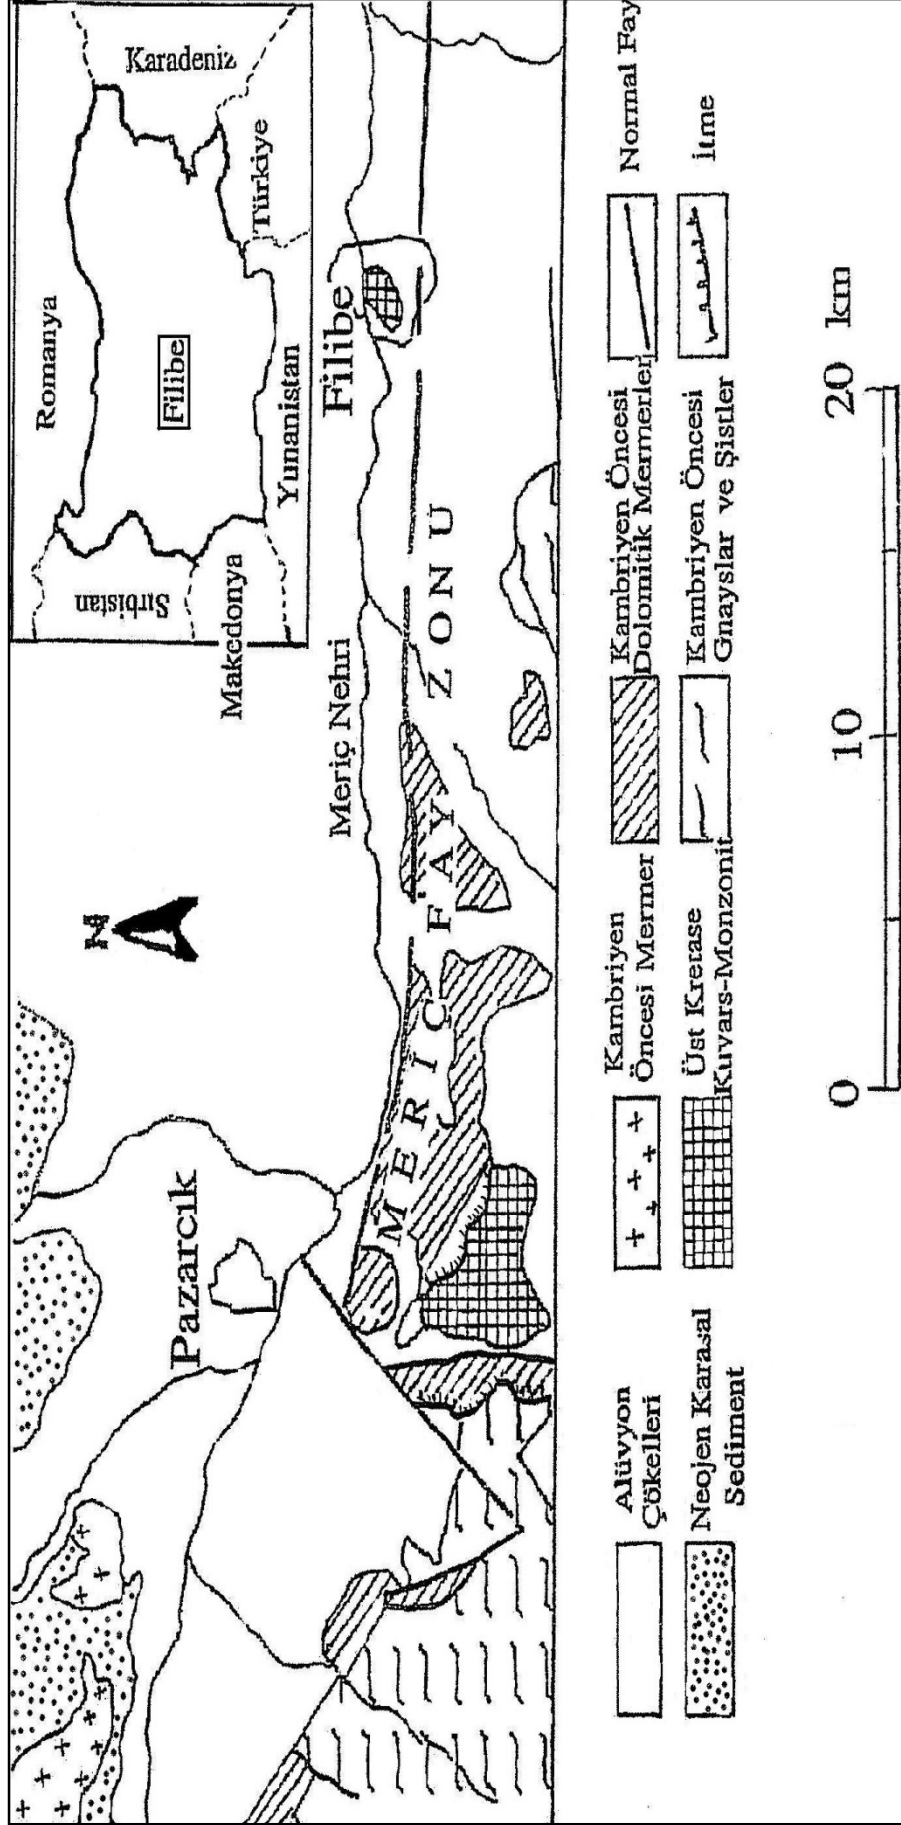 Karadeniz
Romanya
Türkiye
Filibe
Yunanistan
Sırbistan
Makedonya
N
Pazarcık
Meriç Nehri
Filibe
MERİÇ FAY ZONU
Alüvyon
Çökelleri
Kambriyen
Öncesi Mermer
Kambriyen Öncesi
Dolomitik Mermerler
Normal Fay
Neojen Karasal
Sediment
Üst Kretase
Kuvars-Monzonit
Kambriyen Öncesi
Gnayslar ve Şistler
İtme
0 10 20 km